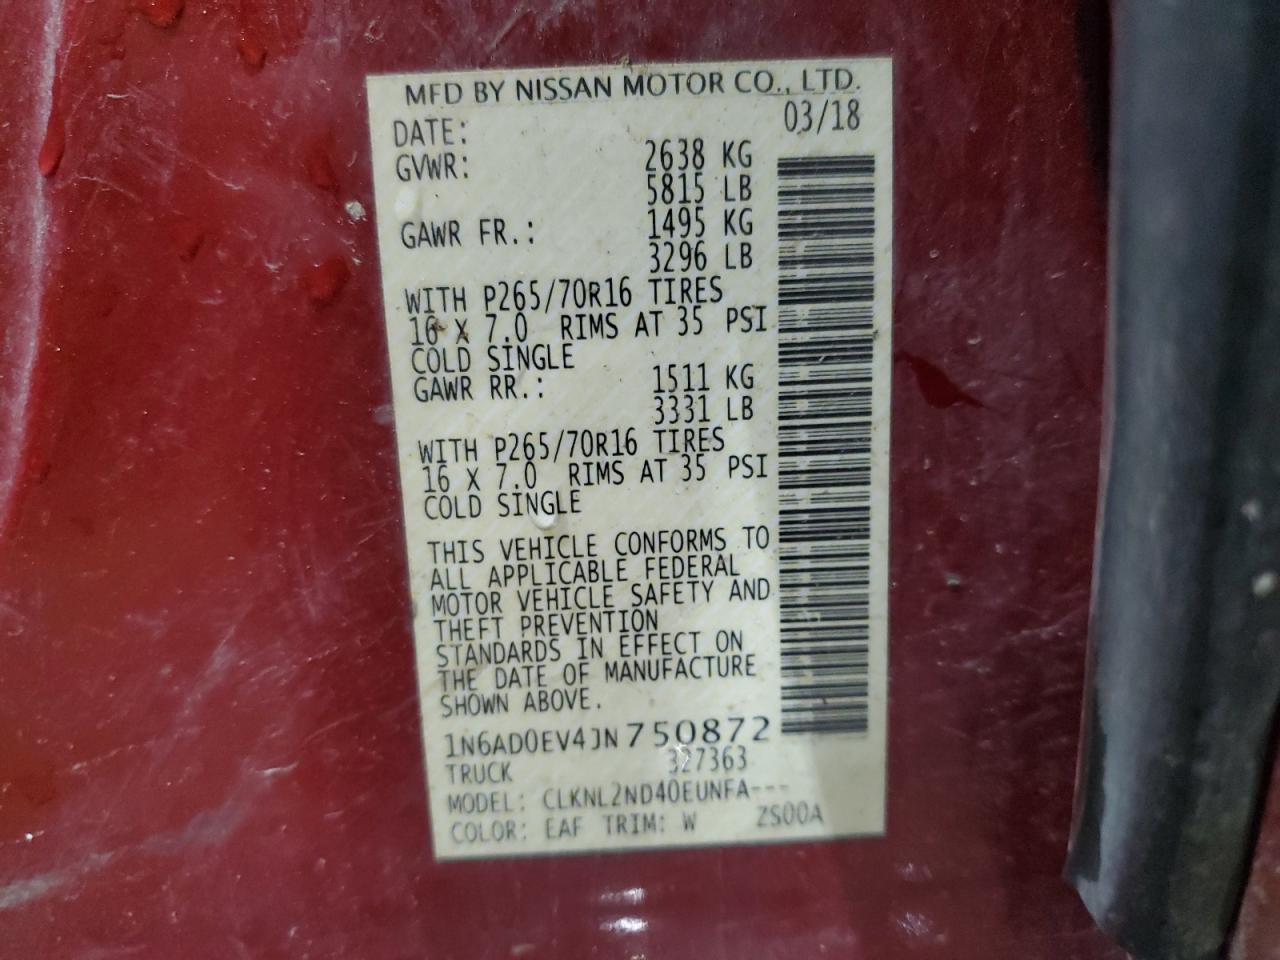 MFD BY NISSAN MOTOR CO., LTD.
DATE: 03/18
GVWR: 2638 KG
5815 LB
GAWR FR.: 1495 KG
3296 LB
WITH P265/70R16 TIRES
16 X 7.0 RIMS AT 35 PSI
COLD SINGLE
GAWR RR.: 1511 KG
3331 LB
WITH P265/70R16 TIRES
16 X 7.0 RIMS AT 35 PSI
COLD SINGLE
THIS VEHICLE CONFORMS TO
ALL APPLICABLE FEDERAL
MOTOR VEHICLE SAFETY AND
THEFT PREVENTION
STANDARDS IN EFFECT ON
THE DATE OF MANUFACTURE
SHOWN ABOVE.
1N6AD0EV4JN750872
TRUCK 327363
MODEL: CLKNL2ND40EUNFA---
COLOR: EAF TRIM: W ZS00A